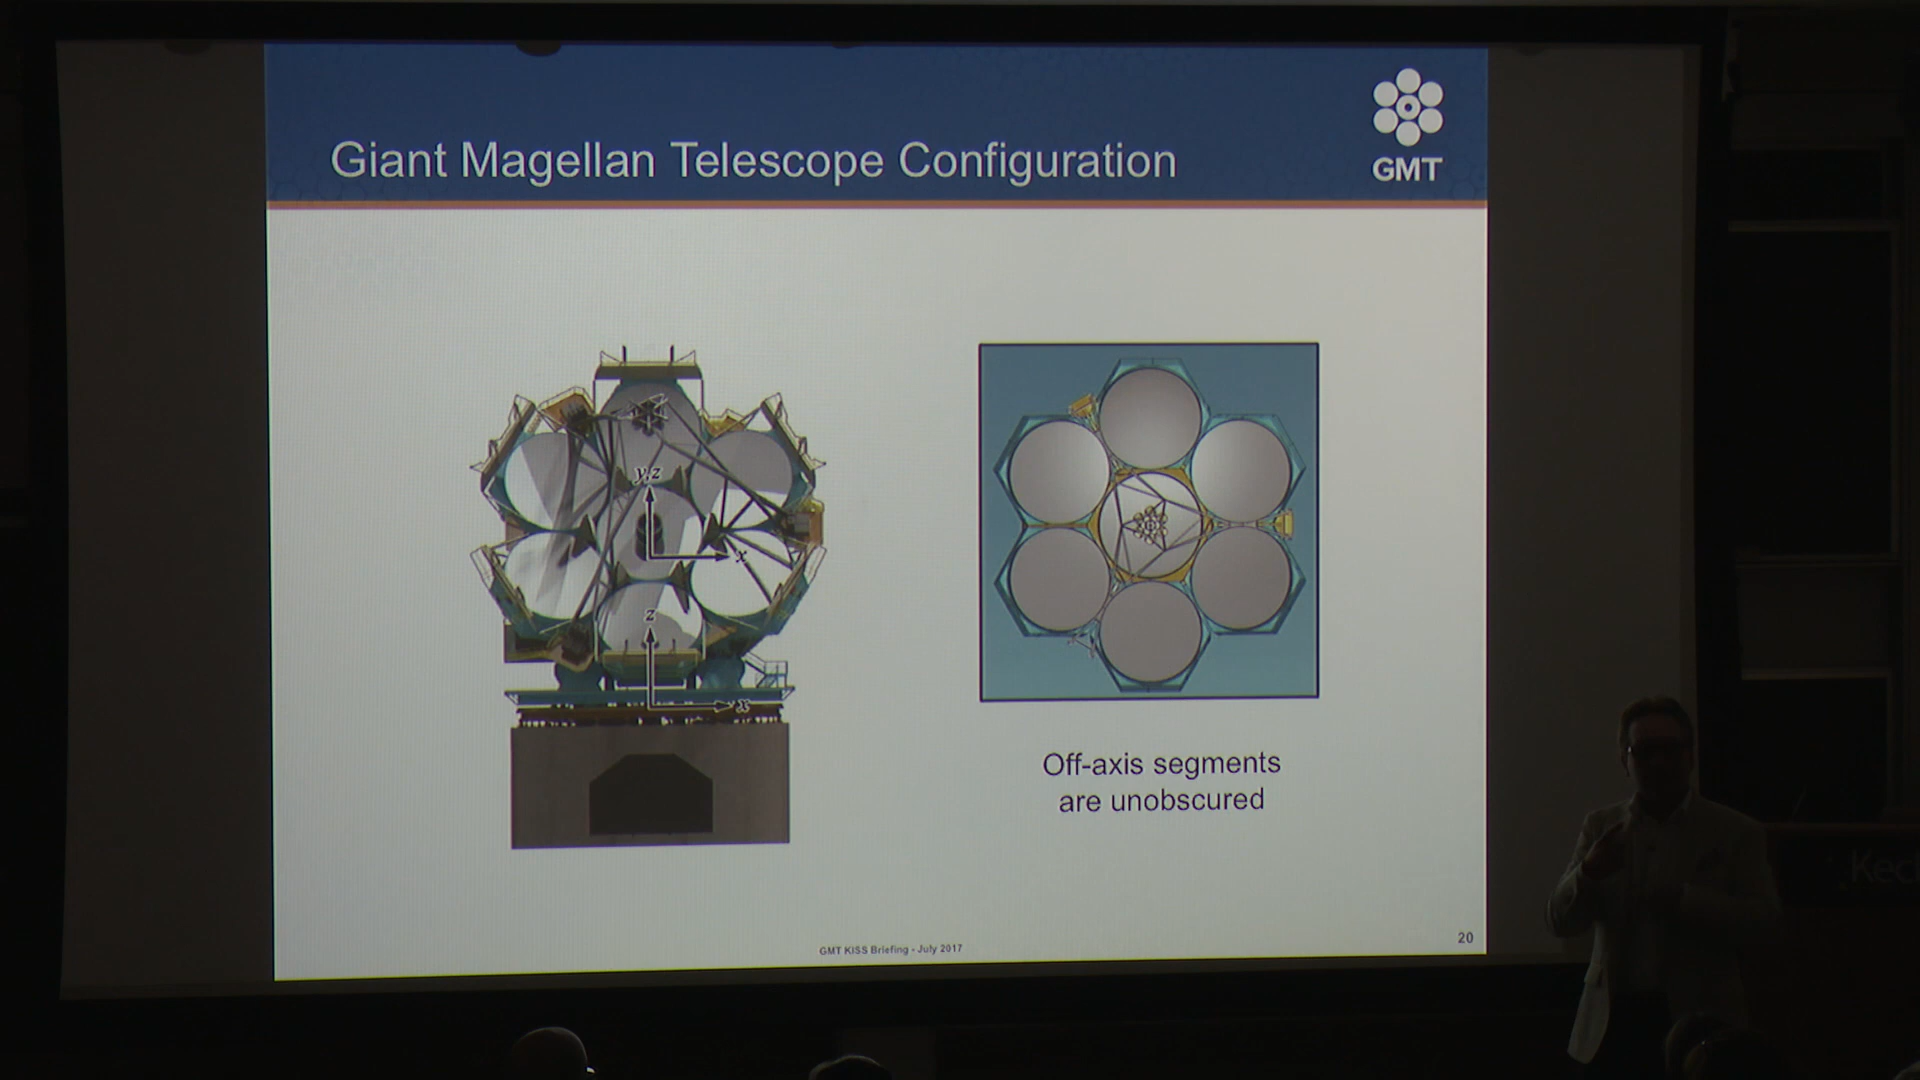 Giant Magellan Telescope Configuration
GMT
y,z
x
z
x
Off-axis segments
are unobscured
GMT KISS Briefing - July 2017
20